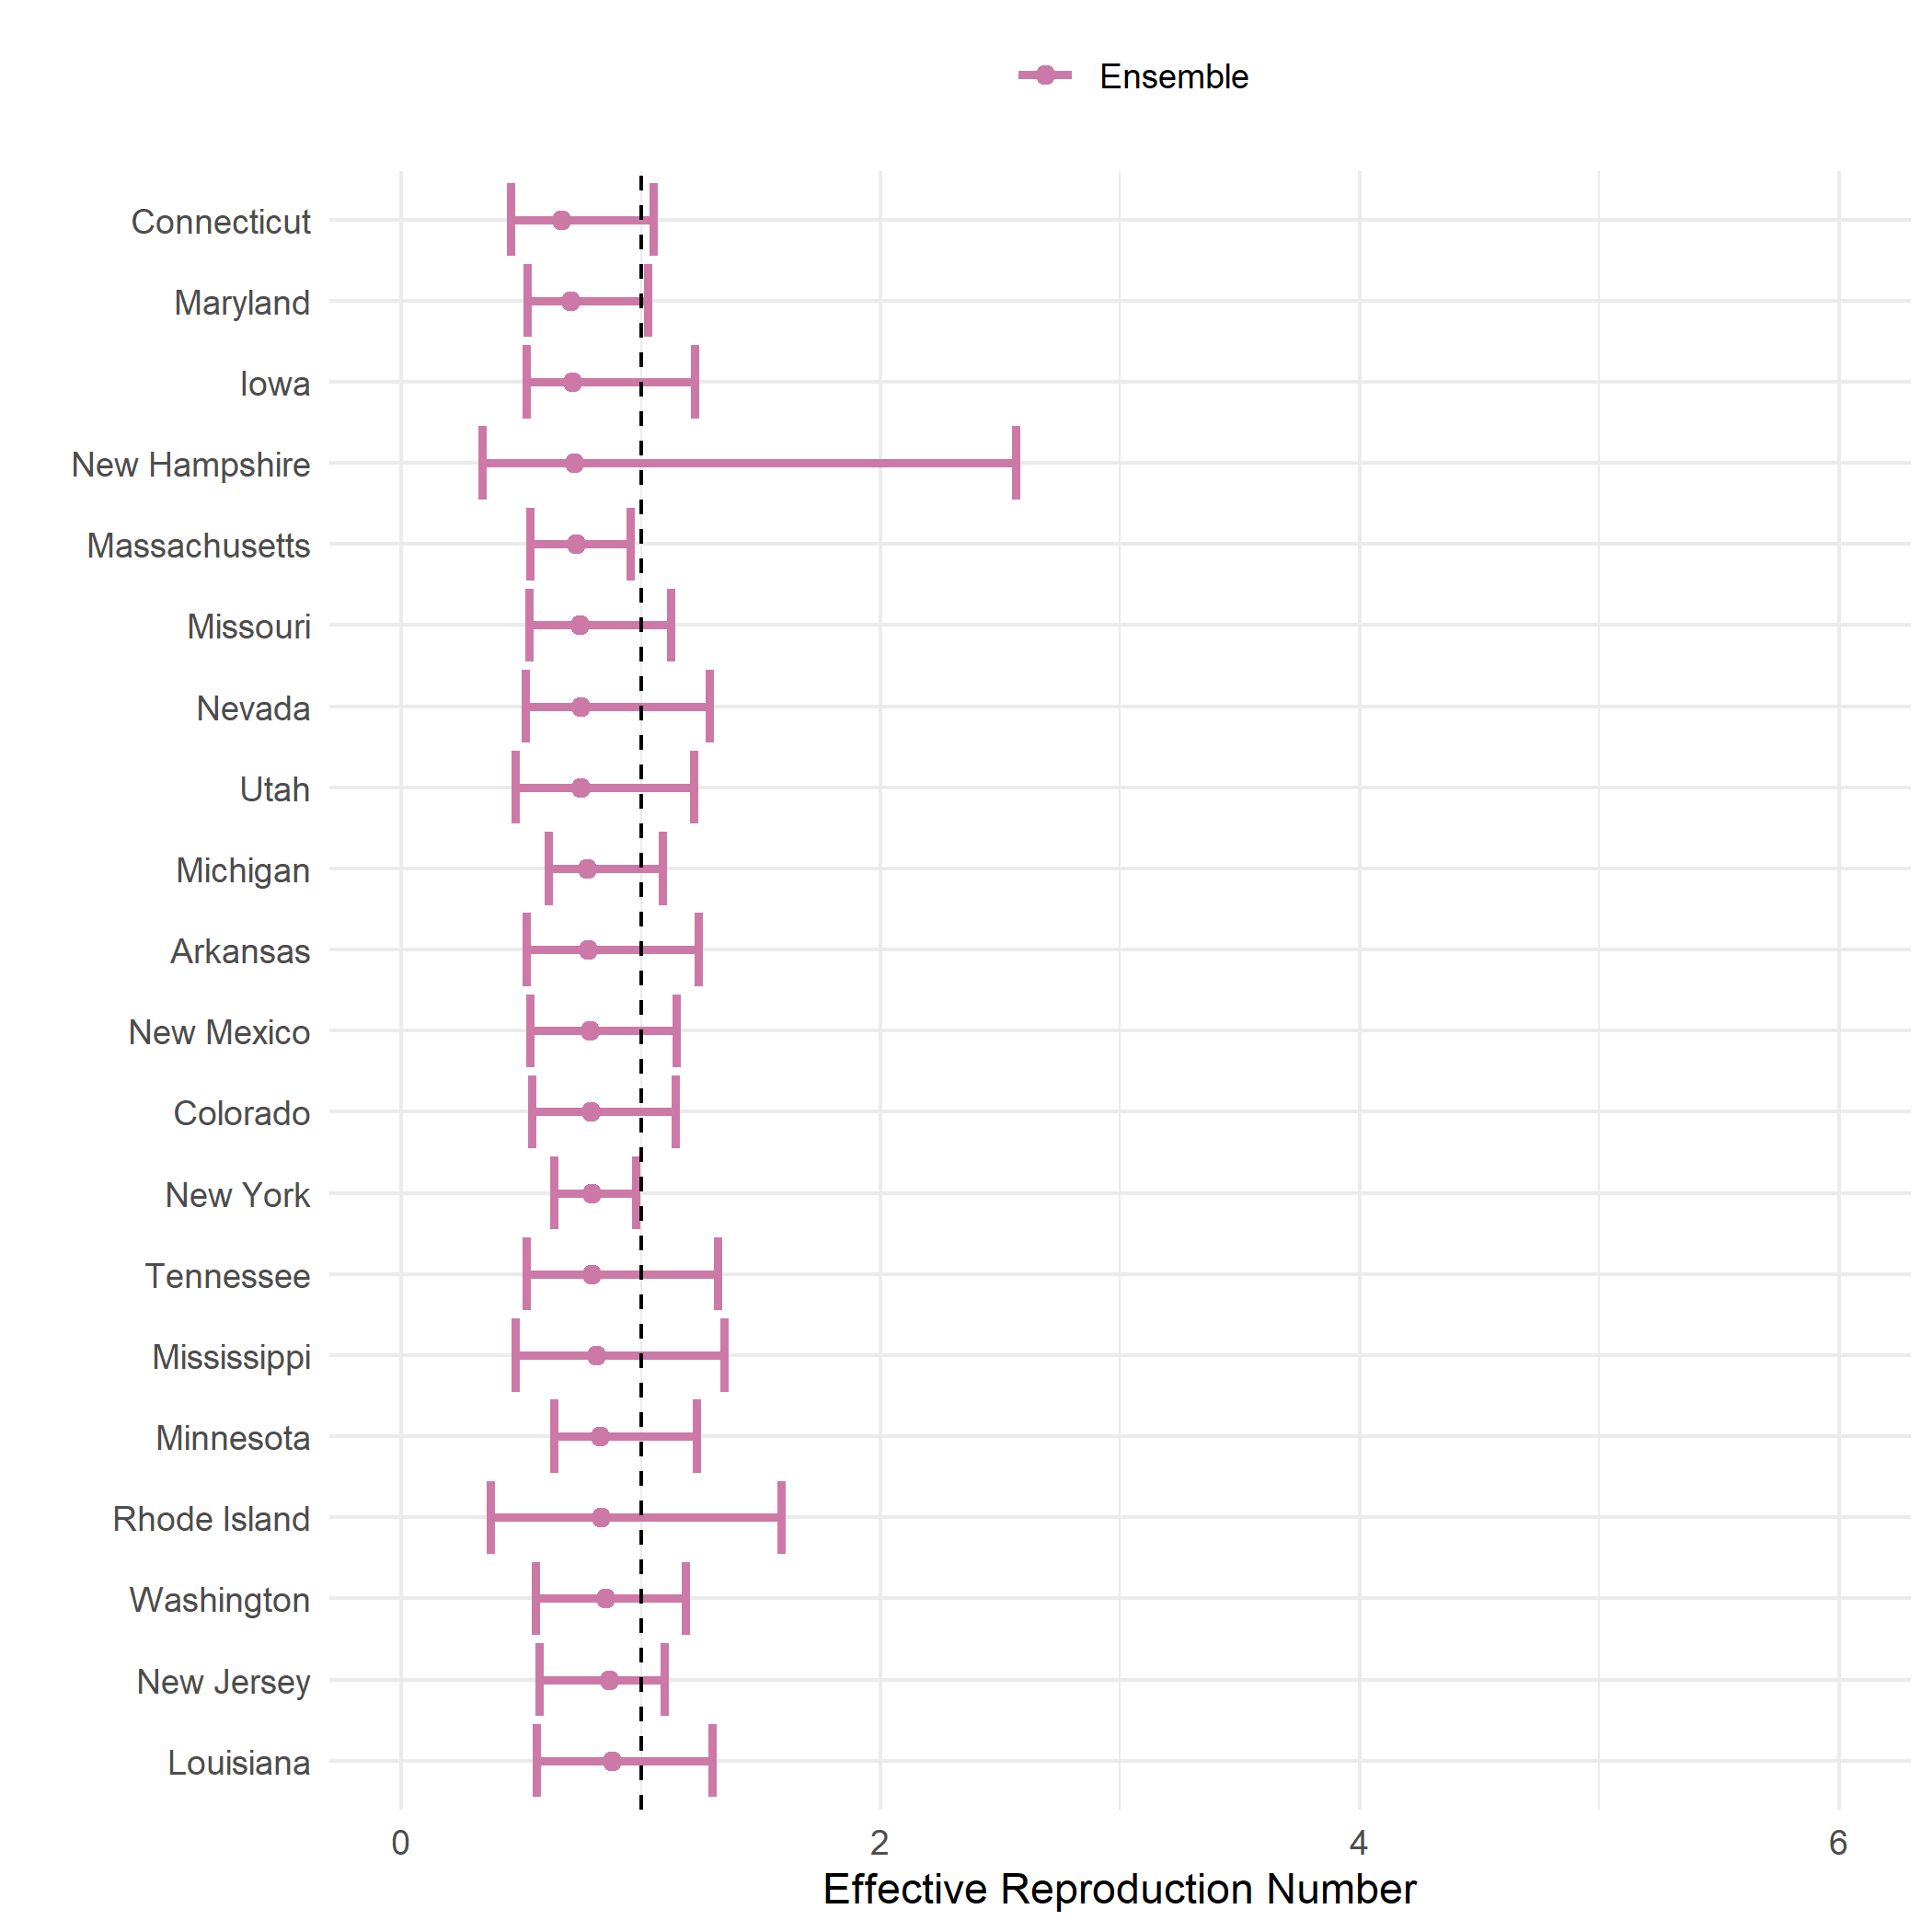 Ensemble
Connecticut
Maryland
Iowa
New Hampshire
Massachusetts
Missouri
Nevada
Utah
Michigan
Arkansas
New Mexico
Colorado
New York
Tennessee
Mississippi
Minnesota
Rhode Island
Washington
New Jersey
Louisiana
0 2 4 6
Effective Reproduction Number